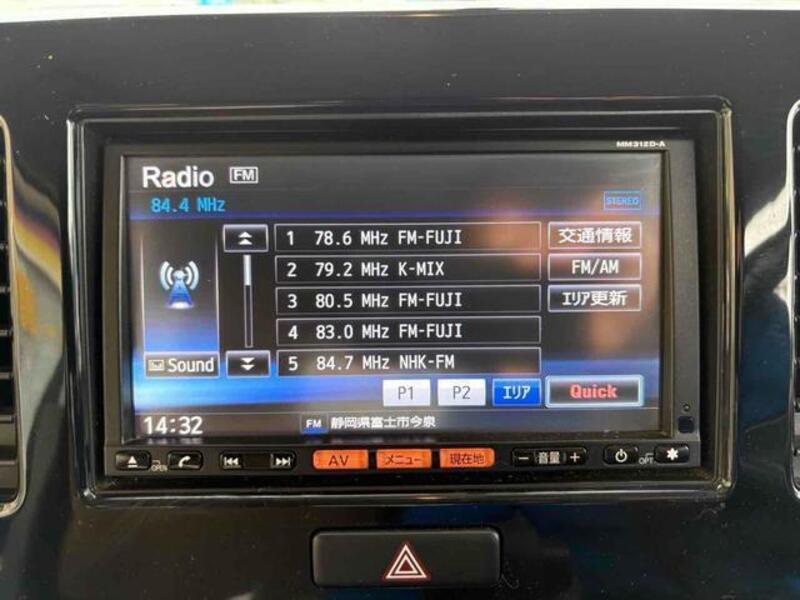 MM312D-A
Radio FM
84.4 MHz
STEREO
1 78.6 MHz FM-FUJI
2 79.2 MHz K-MIX
3 80.5 MHz FM-FUJI
4 83.0 MHz FM-FUJI
5 84.7 MHz NHK-FM
交通情報
FM/AM
エリア更新
Sound
P1 P2 エリア Quick
14:32 FM 静岡県富士市今泉
OPEN AV メニュー 現在地 − 音量 + OPT